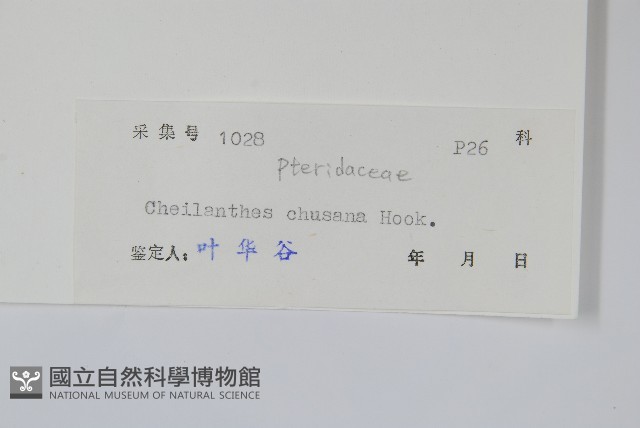 采集号 1028 P26 科
Pteridaceae
Cheilanthes chusana Hook.
鉴定人: 叶华谷 年 月 日
國立自然科學博物館
NATIONAL MUSEUM OF NATURAL SCIENCE